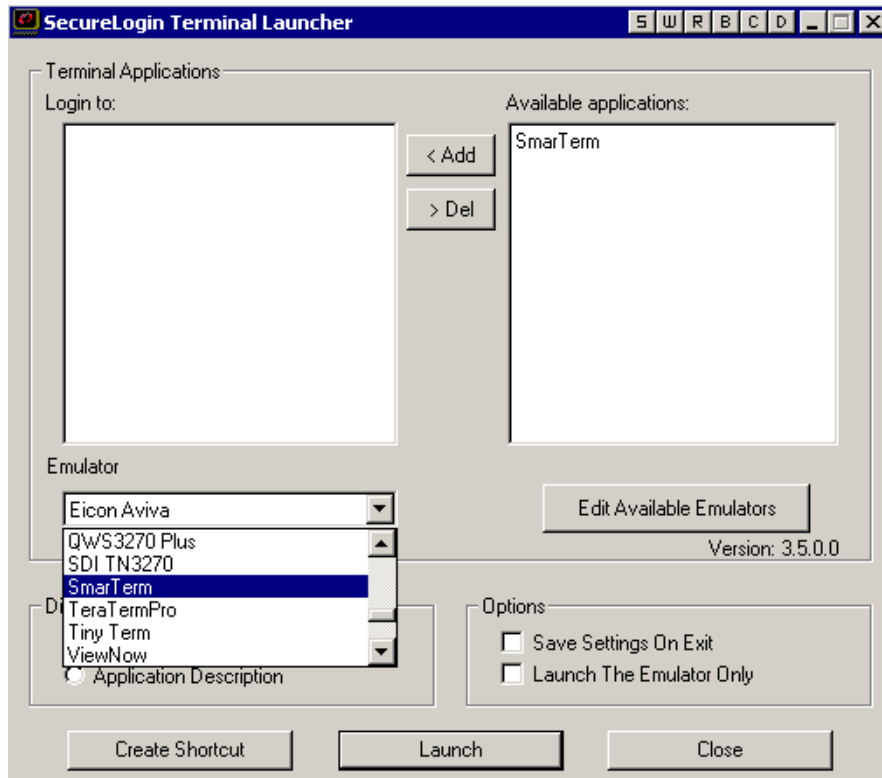 SecureLogin Terminal Launcher
S W R B C D
Terminal Applications
Login to:
Available applications:
< Add
> Del
SmarTerm
Emulator
Eicon Aviva
Edit Available Emulators
Version: 3.5.0.0
QWS3270 Plus
SDI TN3270
SmarTerm
TeraTermPro
Tiny Term
ViewNow
Di
Application Description
Options
Save Settings On Exit
Launch The Emulator Only
Create Shortcut
Launch
Close